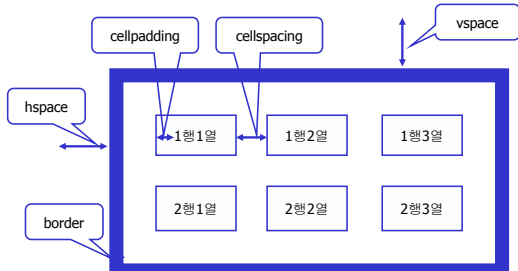 cellpadding
cellspacing
vspace
hspace
1행1열
1행2열
1행3열
2행1열
2행2열
2행3열
border